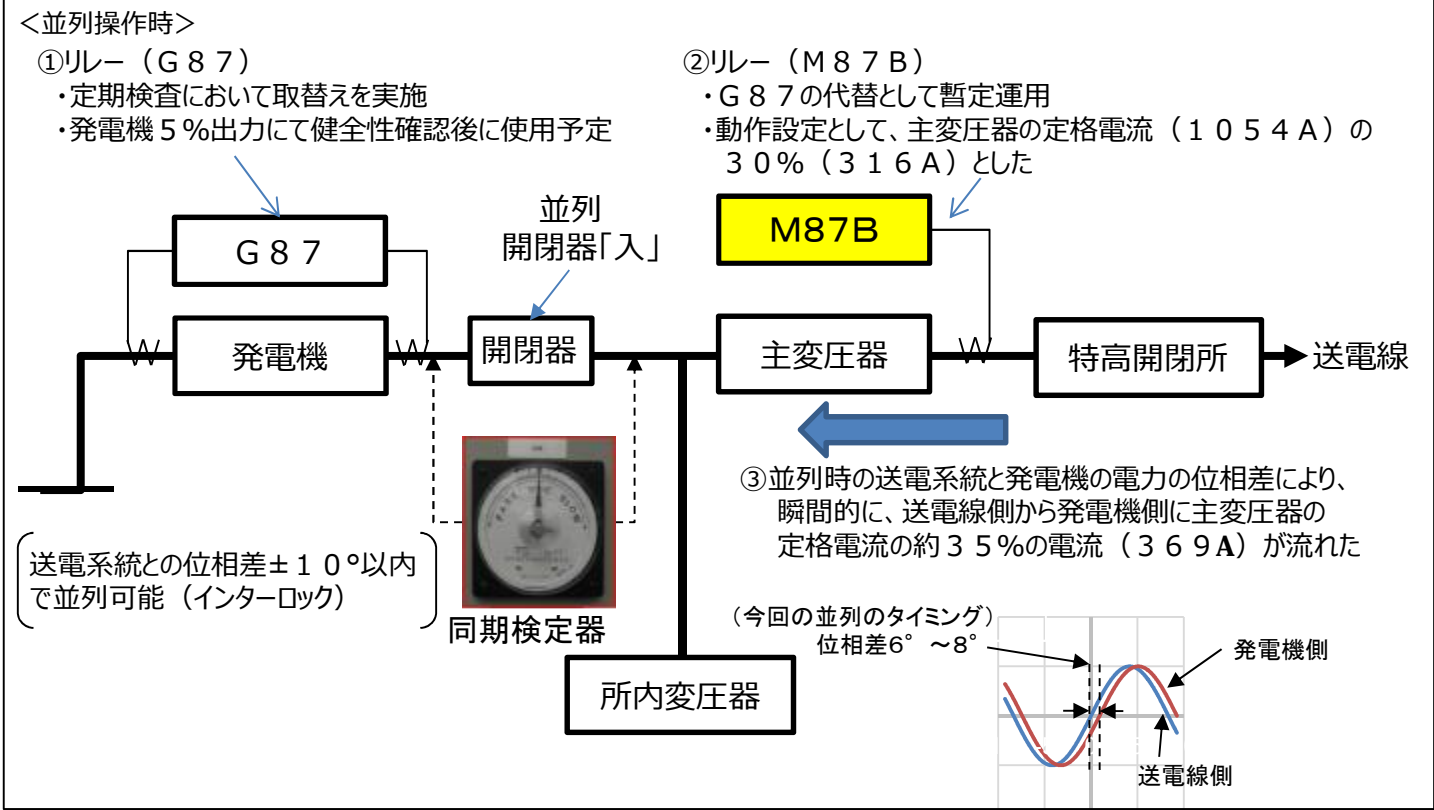 ＜並列操作時＞
①リレー（Ｇ８７）
・定期検査において取替えを実施
・発電機５％出力にて健全性確認後に使用予定
②リレー（Ｍ８７Ｂ）
・Ｇ８７の代替として暫定運用
・動作設定として、主変圧器の定格電流（１０５４Ａ）の
３０％（３１６Ａ）とした
並列
開閉器「入」
Ｇ８７
M87B
発電機
開閉器
主変圧器
特高開閉所
送電線
③並列時の送電系統と発電機の電力の位相差により、
瞬間的に、送電線側から発電機側に主変圧器の
定格電流の約３５％の電流（３６９A）が流れた
送電系統との位相差±１０°以内
で並列可能（インターロック）
同期検定器
所内変圧器
（今回の並列のタイミング）
位相差6°～8°
発電機側
送電線側